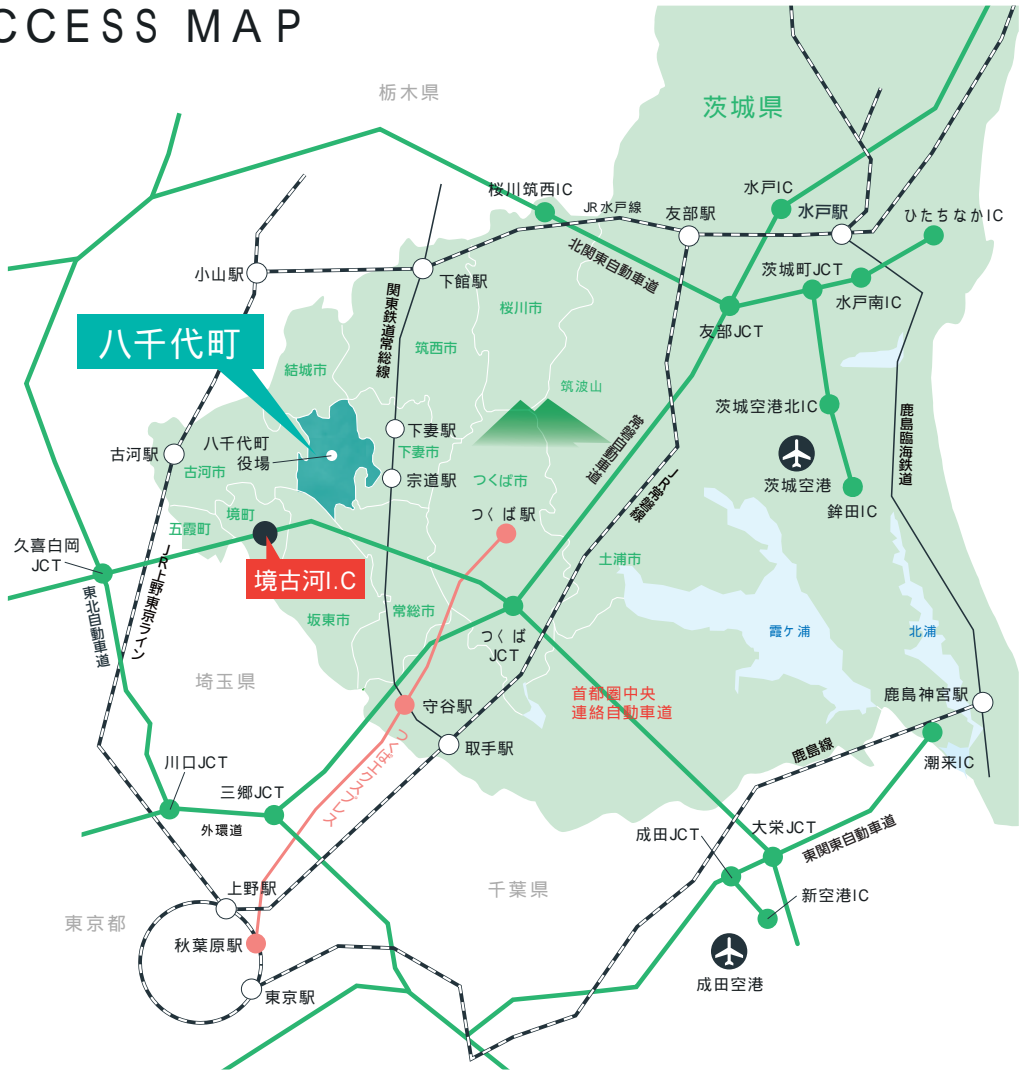 CCESS MAP
栃木県
茨城県
桜川筑西IC
JR水戸線
友部駅
水戸IC
水戸駅
ひたちなかIC
小山駅
下館駅
北関東自動車道
茨城町JCT
水戸南IC
関東鉄道常総線
桜川市
友部JCT
八千代町
筑西市
結城市
筑波山
茨城空港北IC
鹿島臨海鉄道
古河駅
八千代町
役場
下妻駅
下妻市
常磐自動車道
古河市
宗道駅
つくば市
JR常磐線
茨城空港
鉾田IC
境町
五霞町
つくば駅
久喜白岡
JCT
境古河I.C
土浦市
JR上野東京ライン
東北自動車道
坂東市
常総市
つくば
JCT
霞ケ浦
北浦
埼玉県
首都圏中央
連絡自動車道
鹿島神宮駅
守谷駅
取手駅
つくばエクスプレス
鹿島線
潮来IC
川口JCT
三郷JCT
外環道
成田JCT
大栄JCT
東関東自動車道
上野駅
千葉県
新空港IC
東京都
秋葉原駅
成田空港
東京駅